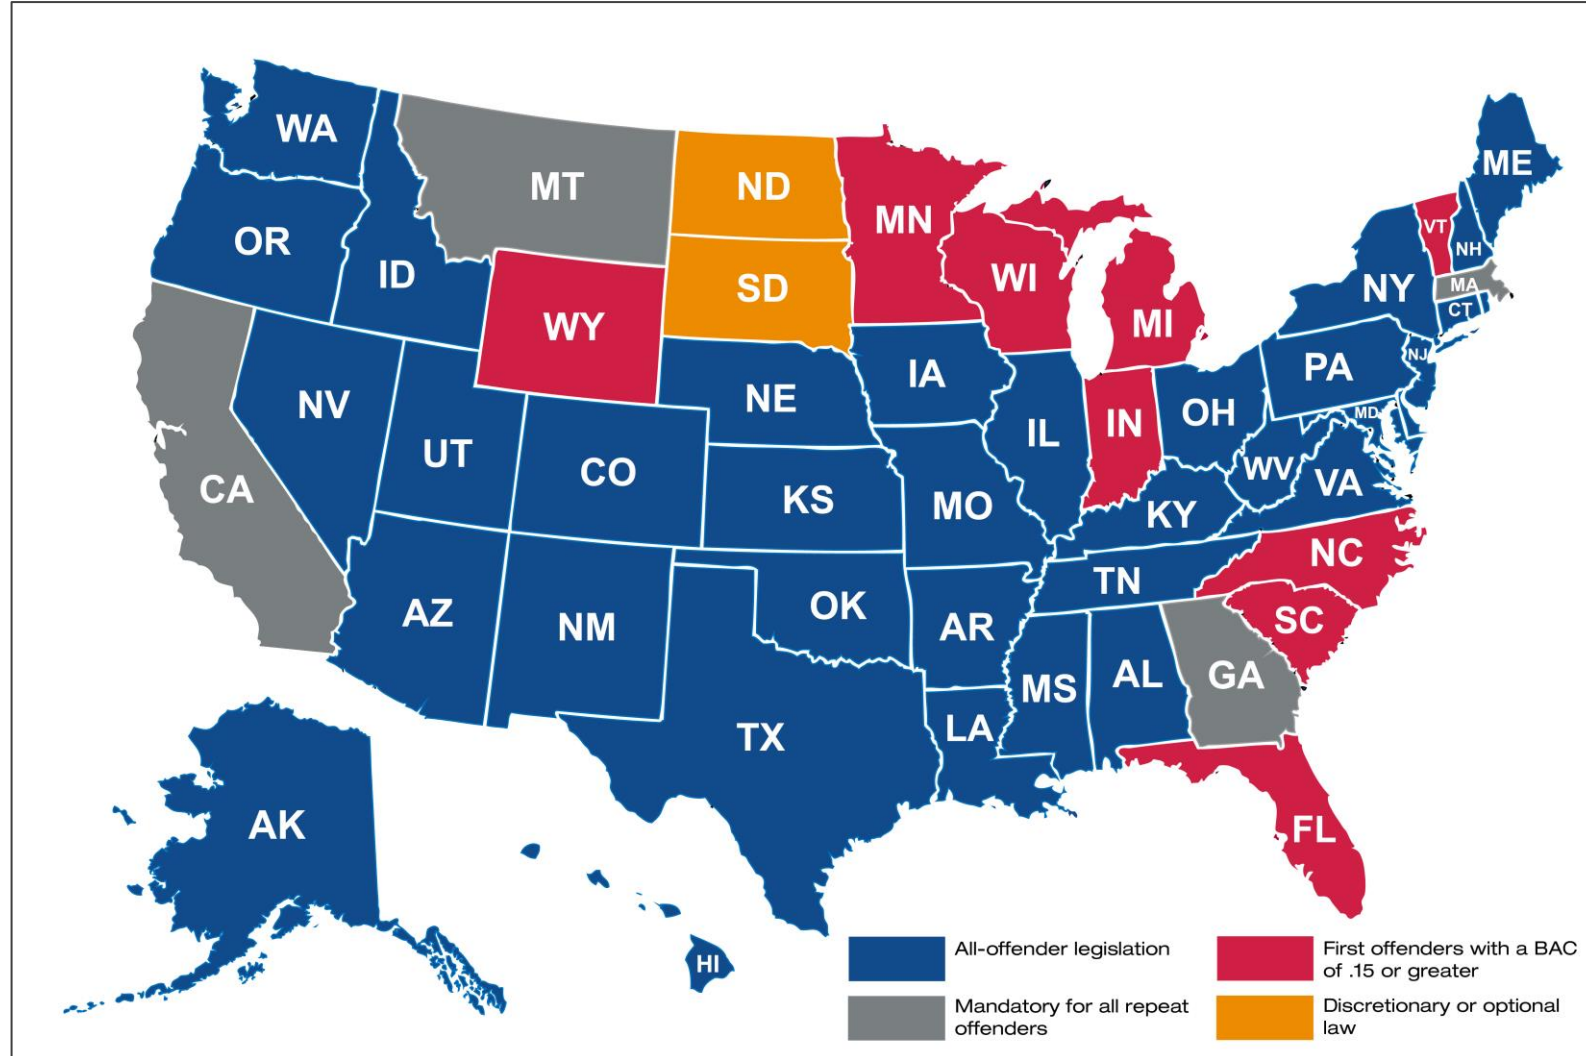 WA
MT
ND
MN
ME
VT
NH
OR
ID
SD
WI
MI
NY
MA
CT
WY
NV
UT
CO
NE
IA
IL
IN
OH
PA
NJ
MD
CA
KS
MO
KY
WV
VA
AZ
NM
OK
AR
TN
NC
SC
TX
LA
MS
AL
GA
FL
AK
HI
All-offender legislation
First offenders with a BAC
of .15 or greater
Mandatory for all repeat
offenders
Discretionary or optional
law